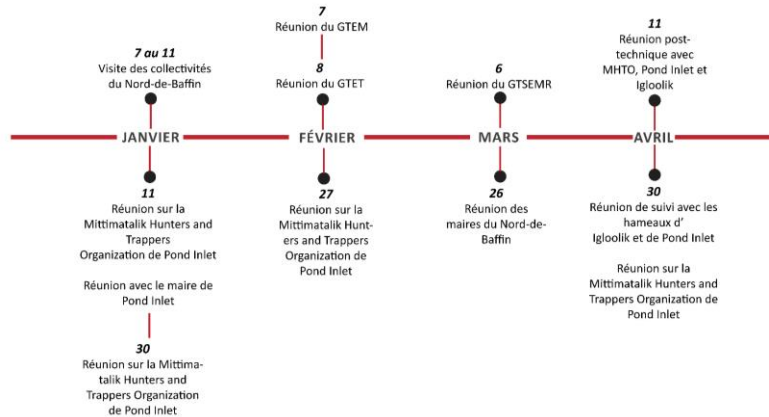 7 au 11
Visite des collectivités
du Nord-de-Baffin
7
Réunion du GTEM
8
Réunion du GTET
6
Réunion du GTSEMR
11
Réunion post-
technique avec
MHTO, Pond Inlet et
Igloolik
JANVIER
FÉVRIER
MARS
AVRIL
11
Réunion sur la
Mittimatalik Hunters and
Trappers
Organization de Pond Inlet
Réunion avec le maire de
Pond Inlet
30
Réunion sur la Mittima-
talik Hunters and
Trappers Organization
de Pond Inlet
27
Réunion sur la
Mittimatalik Hunt-
ers and Trappers
Organization de
Pond Inlet
26
Réunion des
maires du Nord-de-
Baffin
30
Réunion de suivi avec les
hameaux d'
Igloolik et de Pond Inlet
Réunion sur la
Mittimatalik Hunters and
Trappers Organization de
Pond Inlet